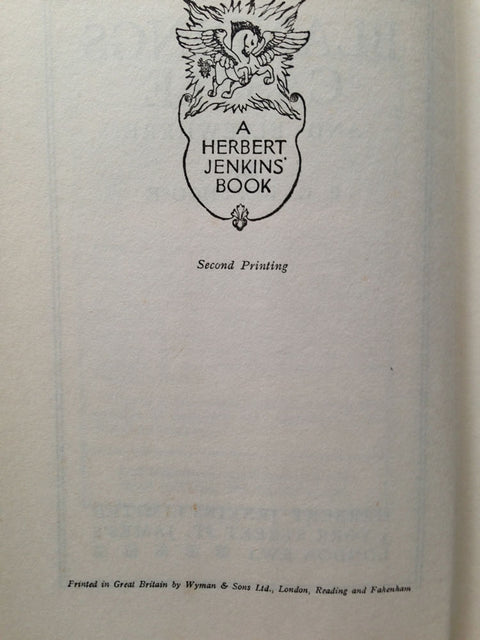 A
HERBERT
JENKINS'
BOOK
Second Printing
Printed in Great Britain by Wyman & Sons Ltd., London, Reading and Fakenham